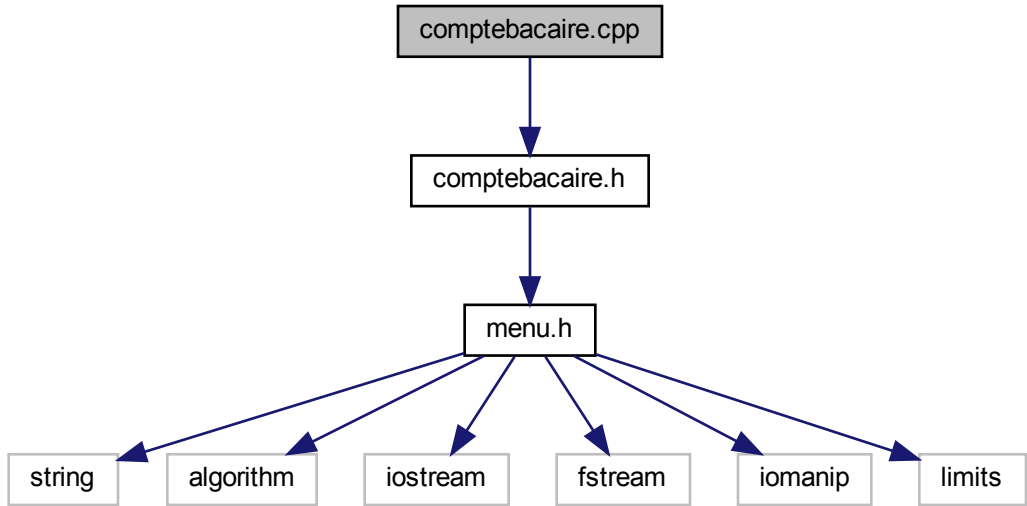 comptebacaire.cpp
comptebacaire.h
menu.h
string
algorithm
iostream
fstream
iomanip
limits